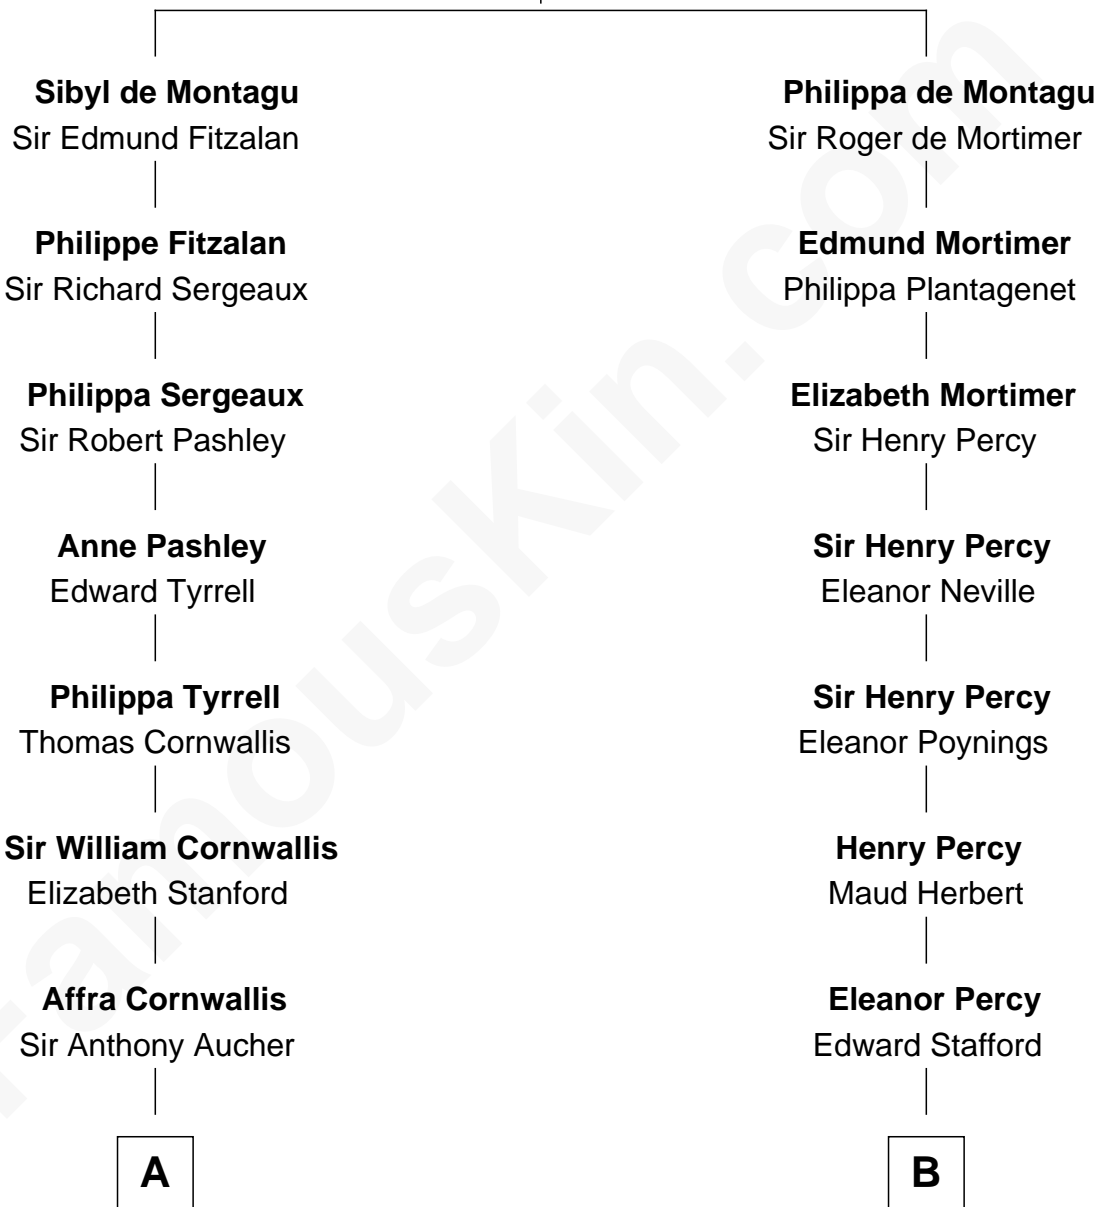 Sibyl de Montagu
Sir Edmund Fitzalan
Philippe Fitzalan
Sir Richard Sergeaux
Philippa Sergeaux
Sir Robert Pashley
Anne Pashley
Edward Tyrrell
Philippa Tyrrell
Thomas Cornwallis
Sir William Cornwallis
Elizabeth Stanford
Affra Cornwallis
Sir Anthony Aucher
A
Philippa de Montagu
Sir Roger de Mortimer
Edmund Mortimer
Philippa Plantagenet
Elizabeth Mortimer
Sir Henry Percy
Sir Henry Percy
Eleanor Neville
Sir Henry Percy
Eleanor Poynings
Henry Percy
Maud Herbert
Eleanor Percy
Edward Stafford
B
FamousKin.com